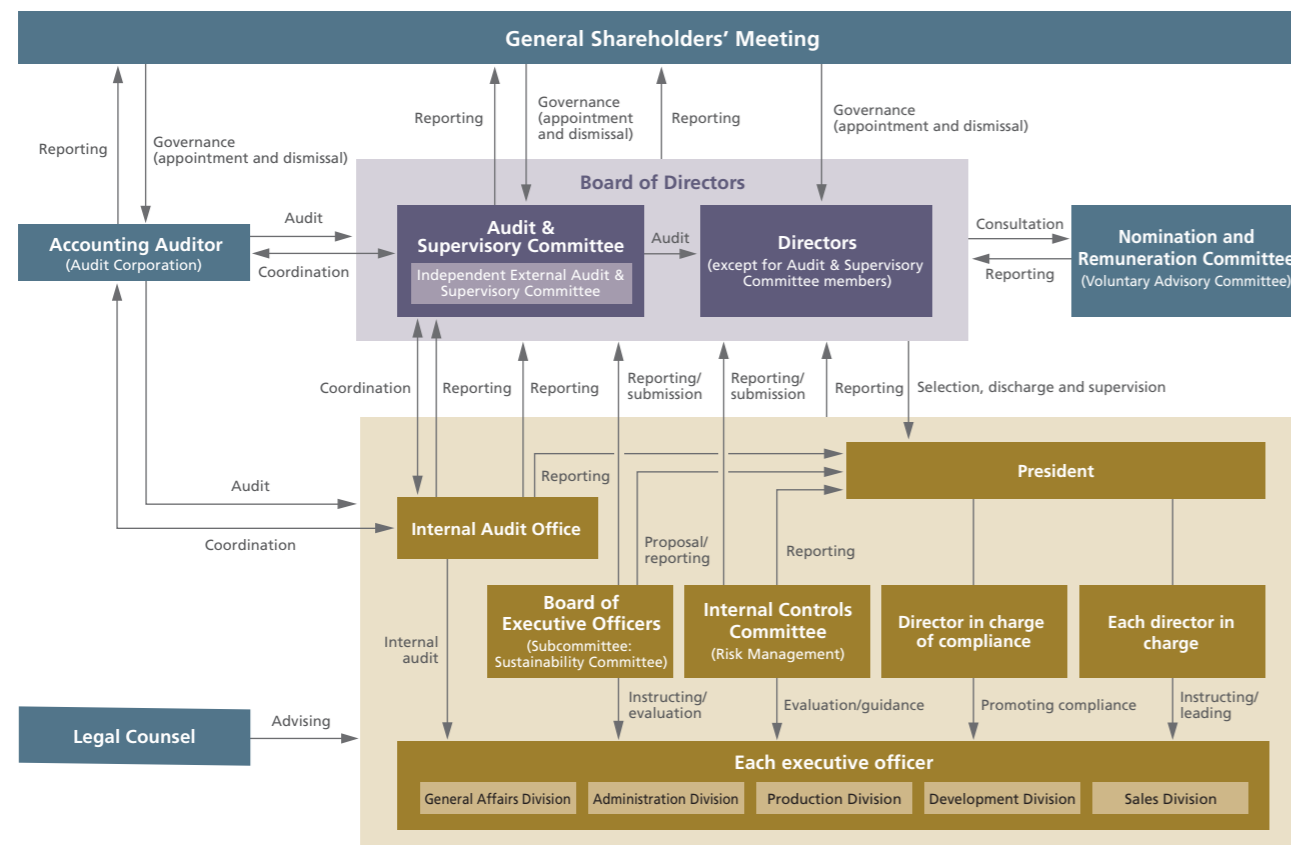 General Shareholders' Meeting
Reporting
Governance
(appointment and dismissal)
Reporting
Governance
(appointment
and dismissal)
Reporting
Governance
(appointment and dismissal)
Board of Directors
Accounting Auditor
(Audit Corporation)
Audit
Coordination
Audit &
Supervisory Committee
Independent External Audit &
Supervisory Committee
Audit
Directors
(except for Audit & Supervisory
Committee members)
Consultation
Reporting
Nomination and
Remuneration Committee
(Voluntary Advisory Committee)
Coordination
Reporting
Reporting
Reporting/
submission
Reporting/
submission
Reporting
Selection, discharge and supervision
President
Reporting
Audit
Internal Audit Office
Coordination
Proposal/
reporting
Reporting
Board of
Executive Officers
(Subcommittee:
Sustainability Committee)
Internal Controls
Committee
(Risk Management)
Director in charge
of compliance
Each director in
charge
Internal
audit
Instructing/
evaluation
Evaluation/guidance
Promoting compliance
Instructing/
leading
Legal Counsel
Advising
Each executive officer
General Affairs Division
Administration Division
Production Division
Development Division
Sales Division